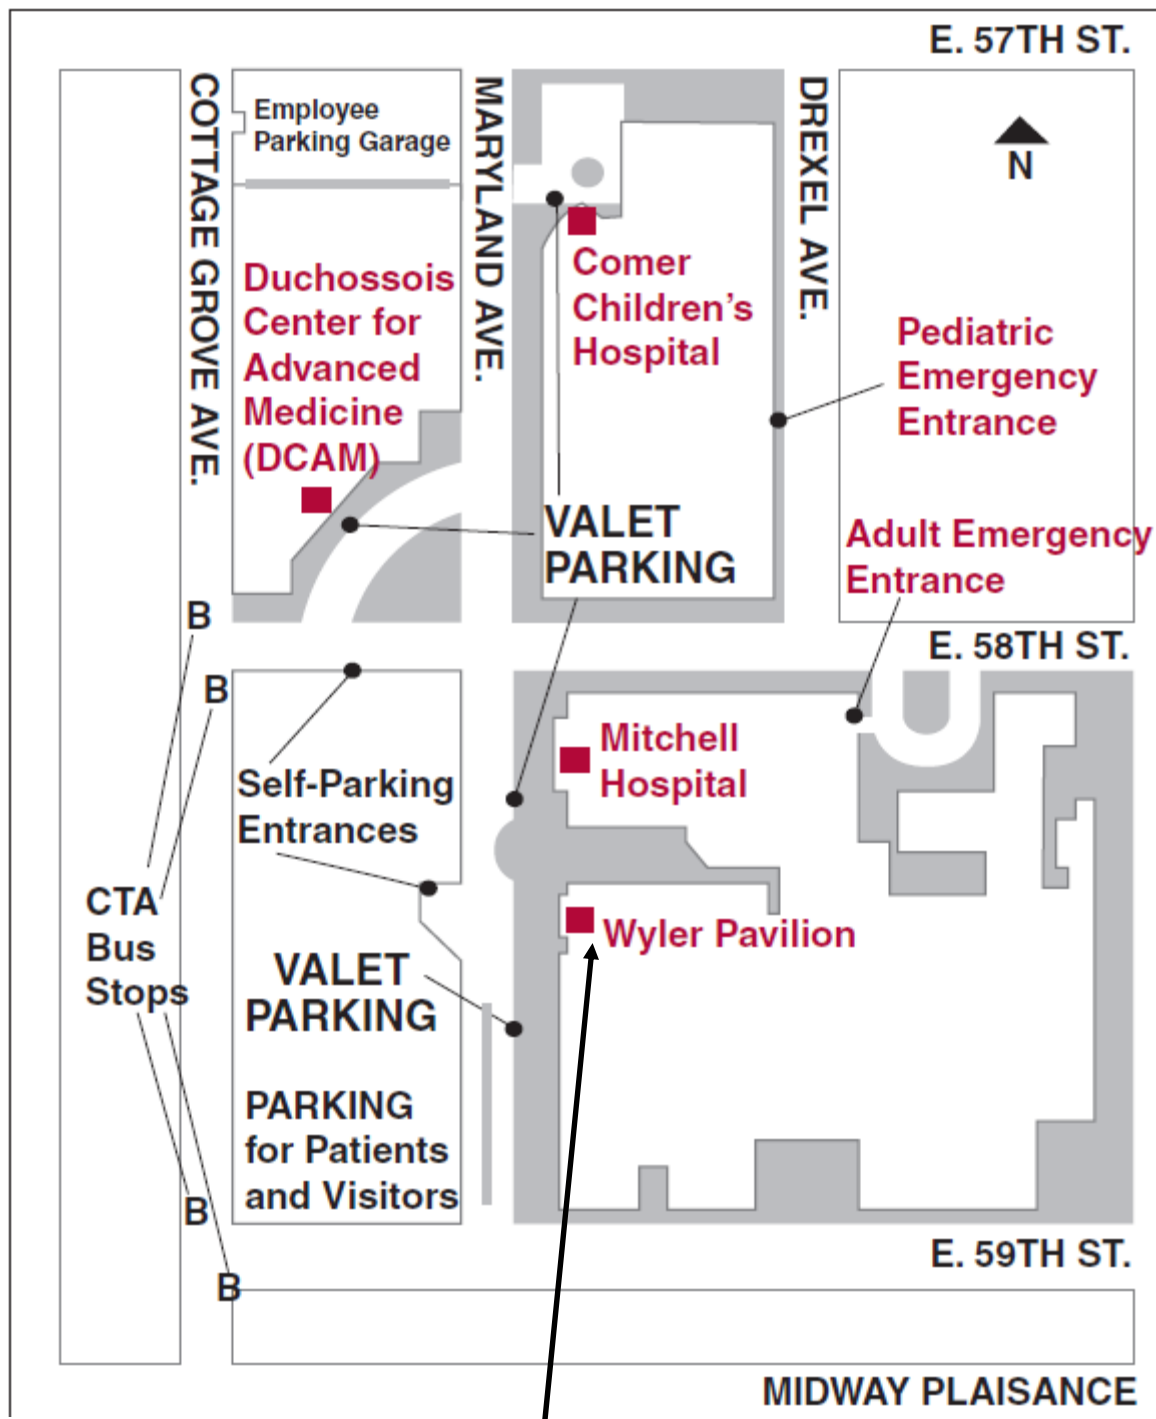 E. 57TH ST.
COTTAGE GROVE AVE.
Employee
Parking Garage
MARYLAND AVE.
DREXEL AVE.
N
Duchossois
Center for
Advanced
Medicine
(DCAM)
Comer
Children’s
Hospital
Pediatric
Emergency
Entrance
VALET
PARKING
Adult Emergency
Entrance
B
E. 58TH ST.
B
Mitchell
Hospital
Self-Parking
Entrances
CTA
Bus
Stops
Wyler Pavilion
VALET
PARKING
PARKING
for Patients
and Visitors
B
E. 59TH ST.
B
MIDWAY PLAISANCE